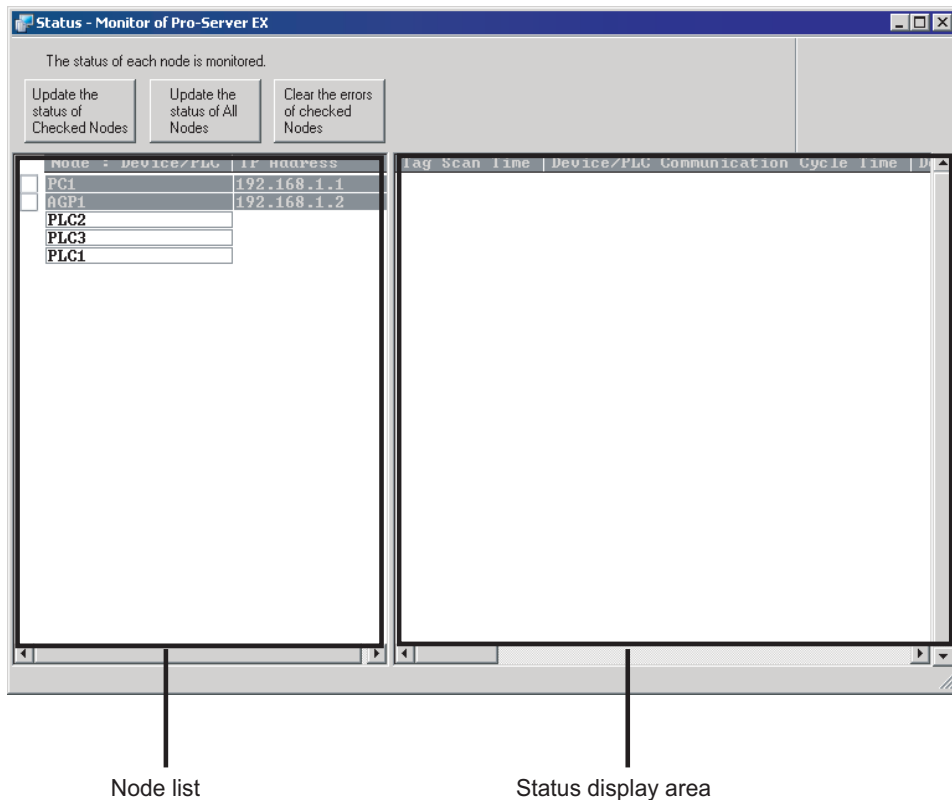 Status - Monitor of Pro-Server EX
The status of each node is monitored.
Update the
status of
Checked Nodes
Update the
status of All
Nodes
Clear the errors
of checked
Nodes
Node : Device/PLC IP Address
Tag Scan Time Device/PLC Communication Cycle Time
PC1 192.168.1.1
AGP1 192.168.1.2
PLC2
PLC3
PLC1
Node list
Status display area